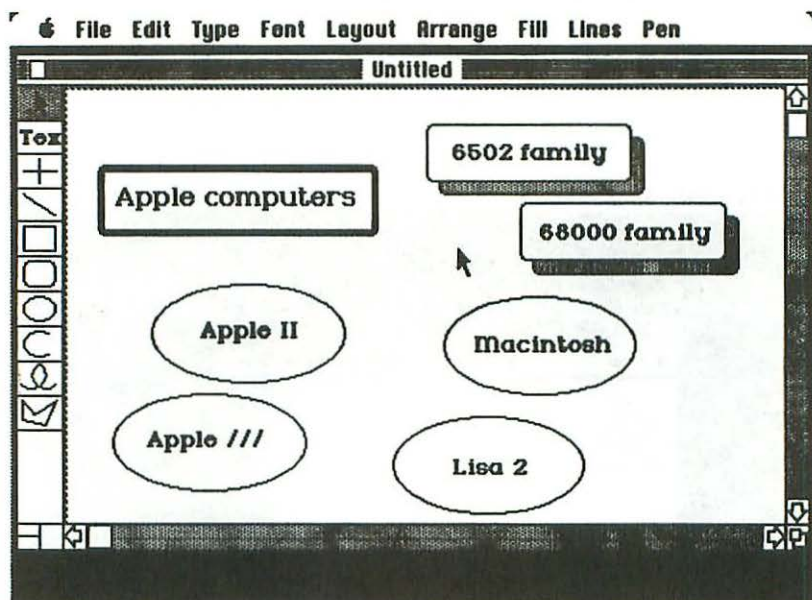 File Edit Type Font Layout Arrange Fill Lines Pen
Untitled
Tex
6502 family
Apple computers
68000 family
Apple II
Macintosh
Apple ///
Lisa 2